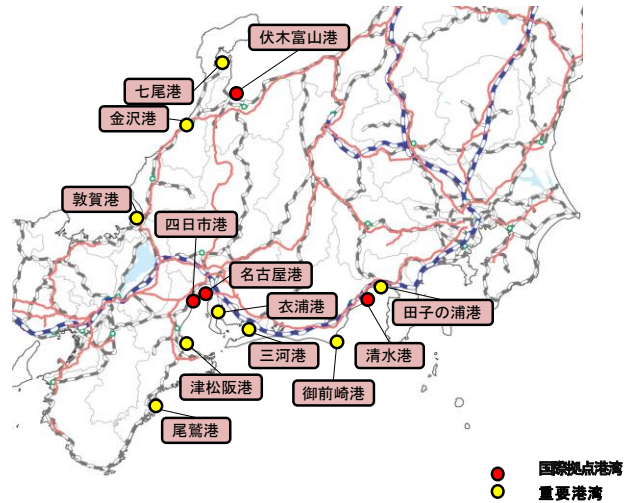 伏木富山港
七尾港
金沢港
敦賀港
四日市港
名古屋港
衣浦港
田子の浦港
三河港
清水港
津松阪港
御前崎港
尾鷲港
国際拠点港湾
重要港湾